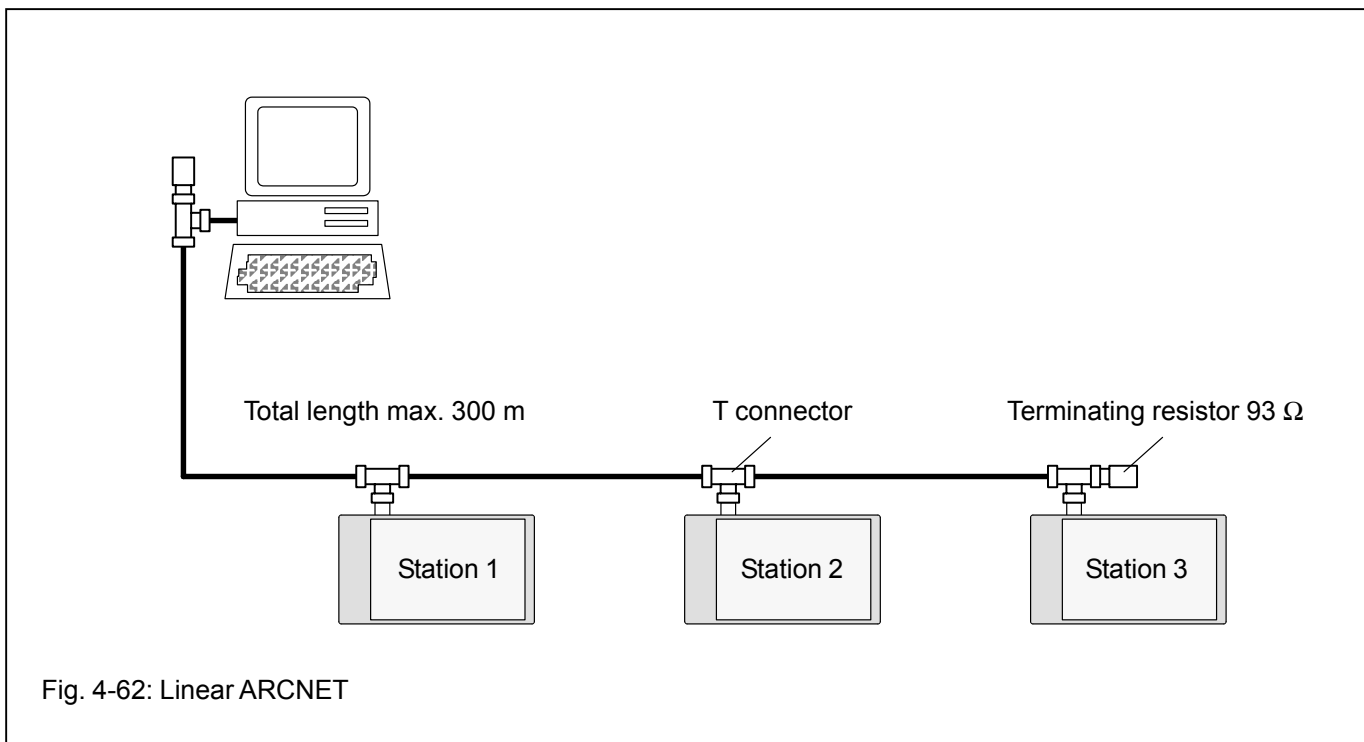 Total length max. 300 m
T connector
Terminating resistor 93 Ω
Station 1
Station 2
Station 3
Fig. 4-62: Linear ARCNET